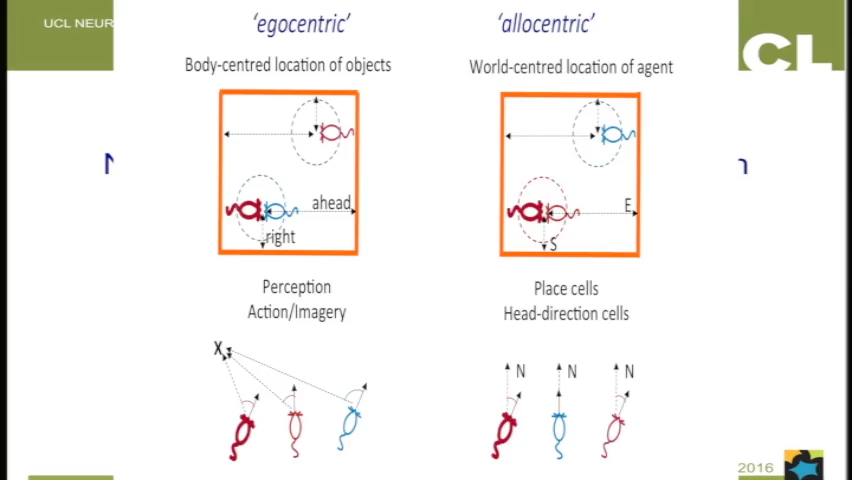 UCL NEUR
'egocentric'
'allocentric'
CL
Body-centred location of objects
World-centred location of agent
ahead
right
E
S
Perception
Action/Imagery
Place cells
Head-direction cells
X
N
N
N
2016